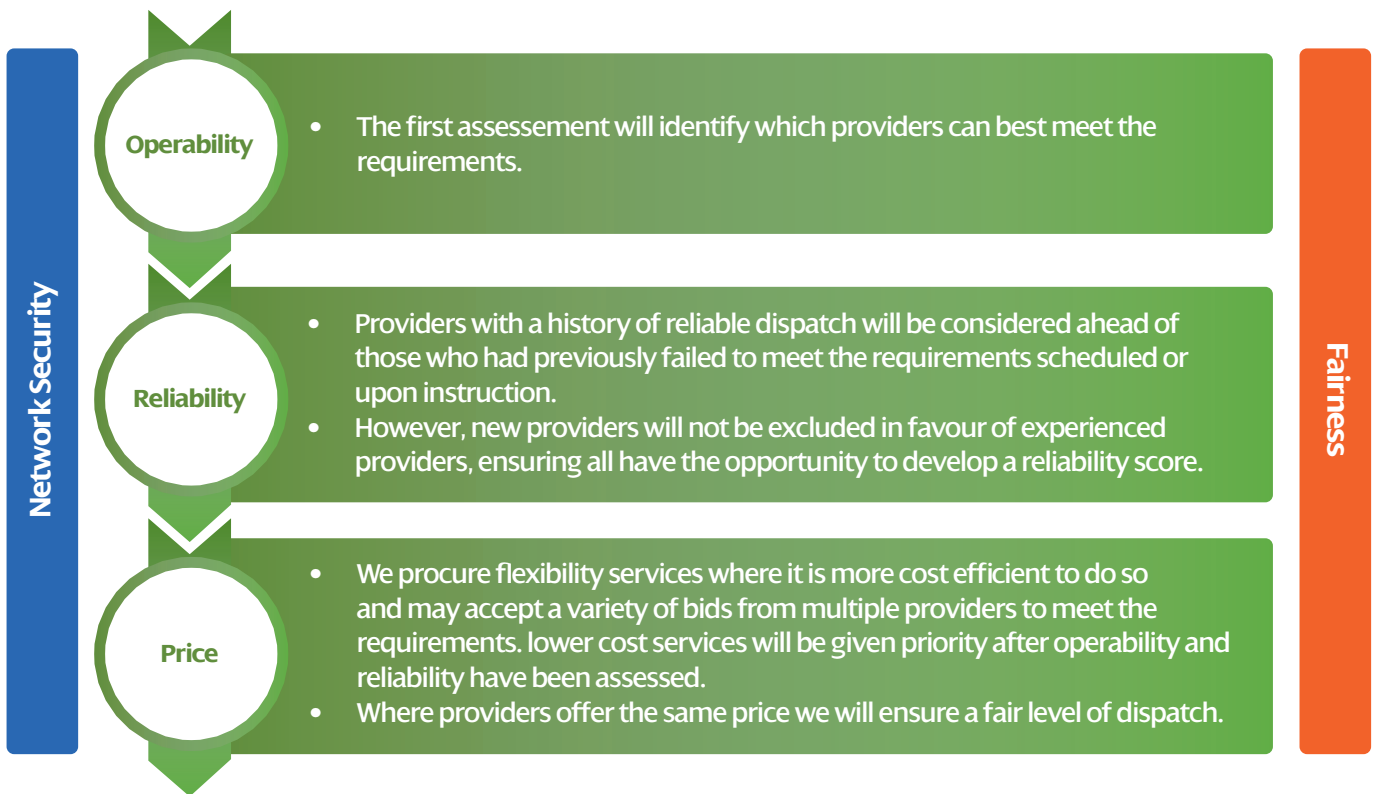 Network Security
Operability
• The first assessement will identify which providers can best meet the
requirements.
Reliability
• Providers with a history of reliable dispatch will be considered ahead of
those who had previously failed to meet the requirements scheduled or
upon instruction.
• However, new providers will not be excluded in favour of experienced
providers, ensuring all have the opportunity to develop a reliability score.
Price
• We procure flexibility services where it is more cost efficient to do so
and may accept a variety of bids from multiple providers to meet the
requirements. lower cost services will be given priority after operability and
reliability have been assessed.
• Where providers offer the same price we will ensure a fair level of dispatch.
Fairness